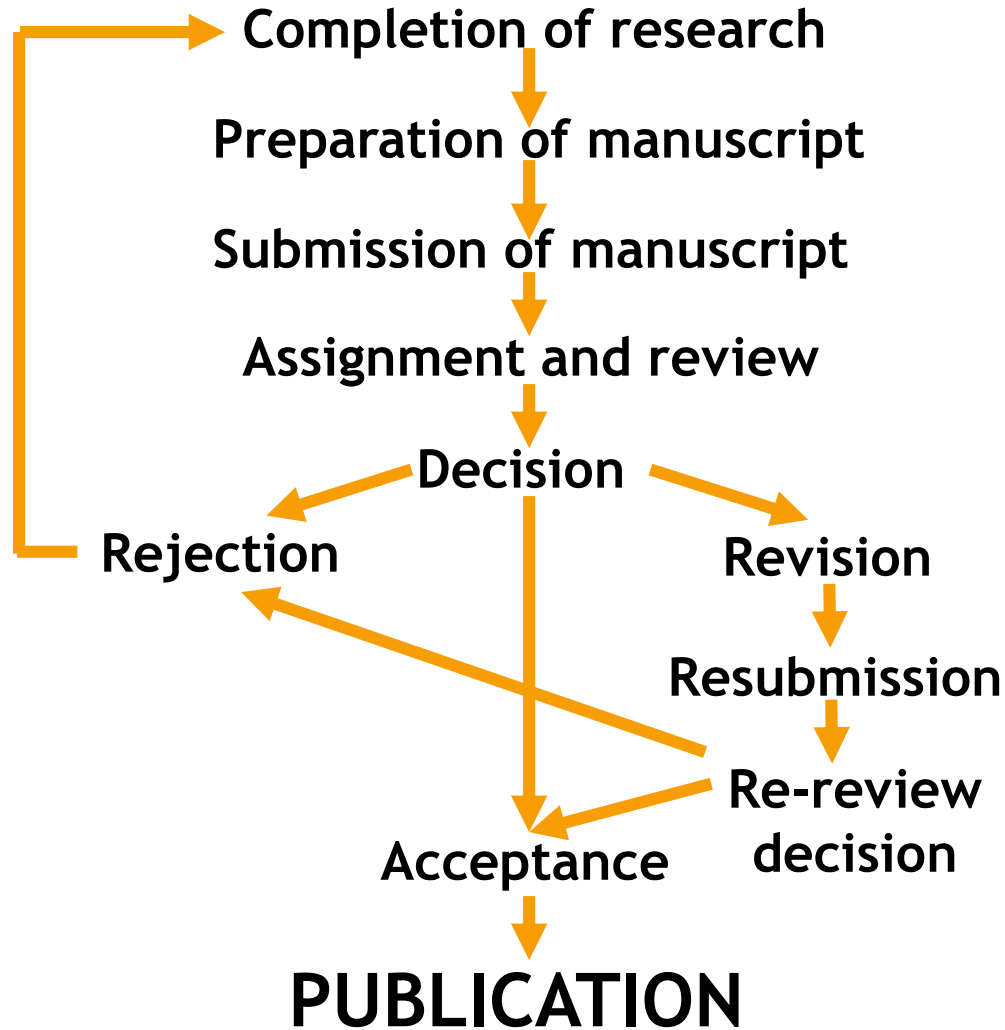 Completion of research
Preparation of manuscript
Submission of manuscript
Assignment and review
Decision
Rejection
Revision
Resubmission
Re-review
decision
Acceptance
PUBLICATION